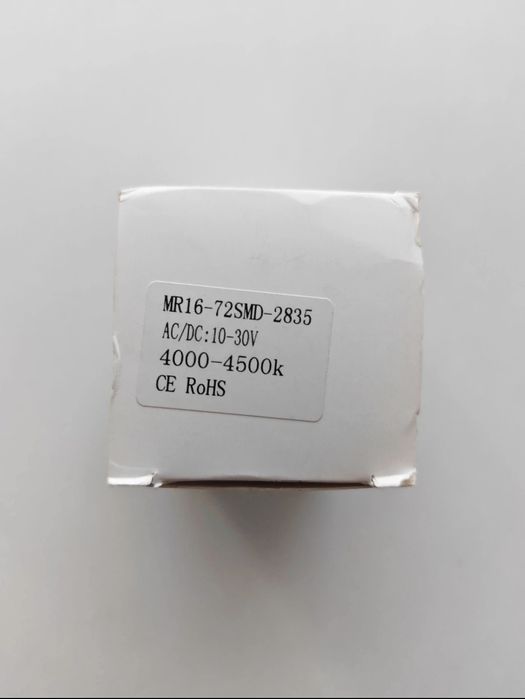 MR16-72SMD-2835
AC/DC:10-30V
4000-4500k
CE RoHS